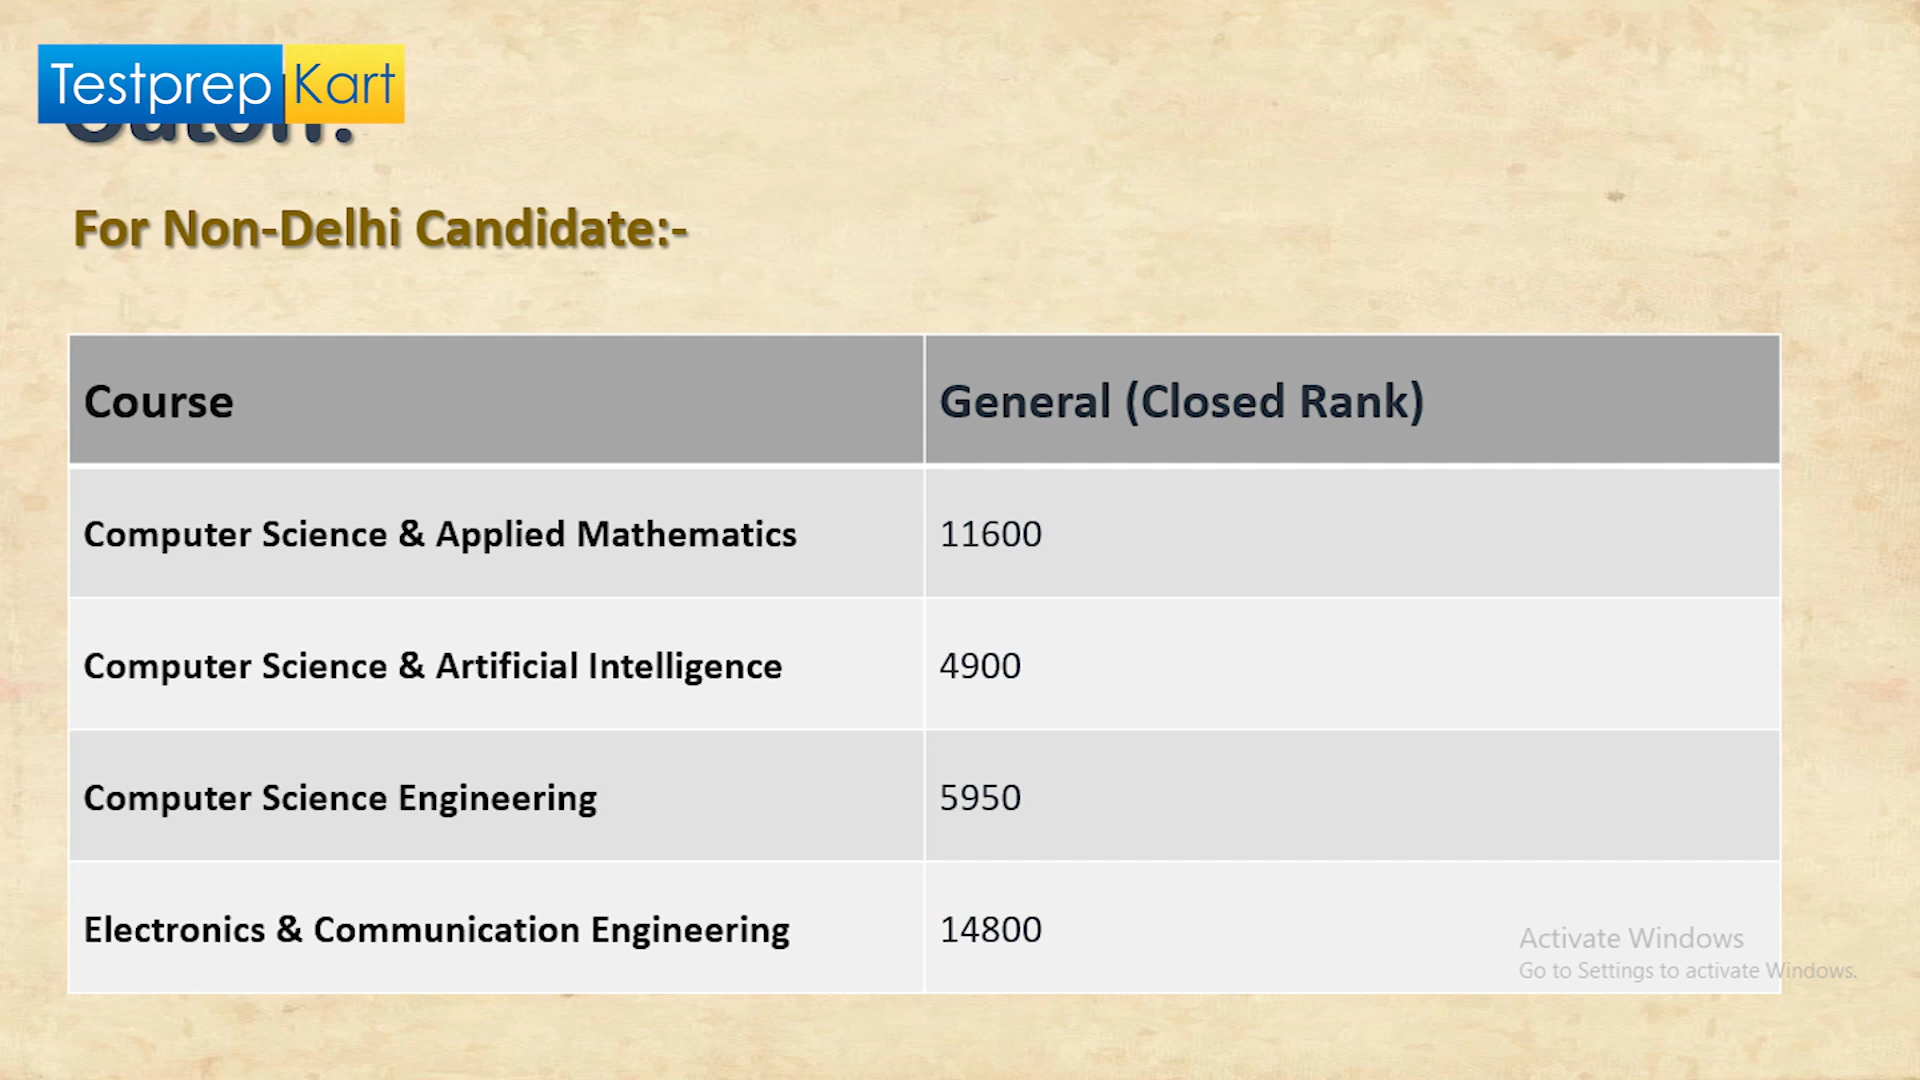 Testprep Kart
For Non-Delhi Candidate:-
Course
General (Closed Rank)
Computer Science & Applied Mathematics
11600
Computer Science & Artificial Intelligence
4900
Computer Science Engineering
5950
Electronics & Communication Engineering
14800
Activate Windows
Go to Settings to activate Windows.